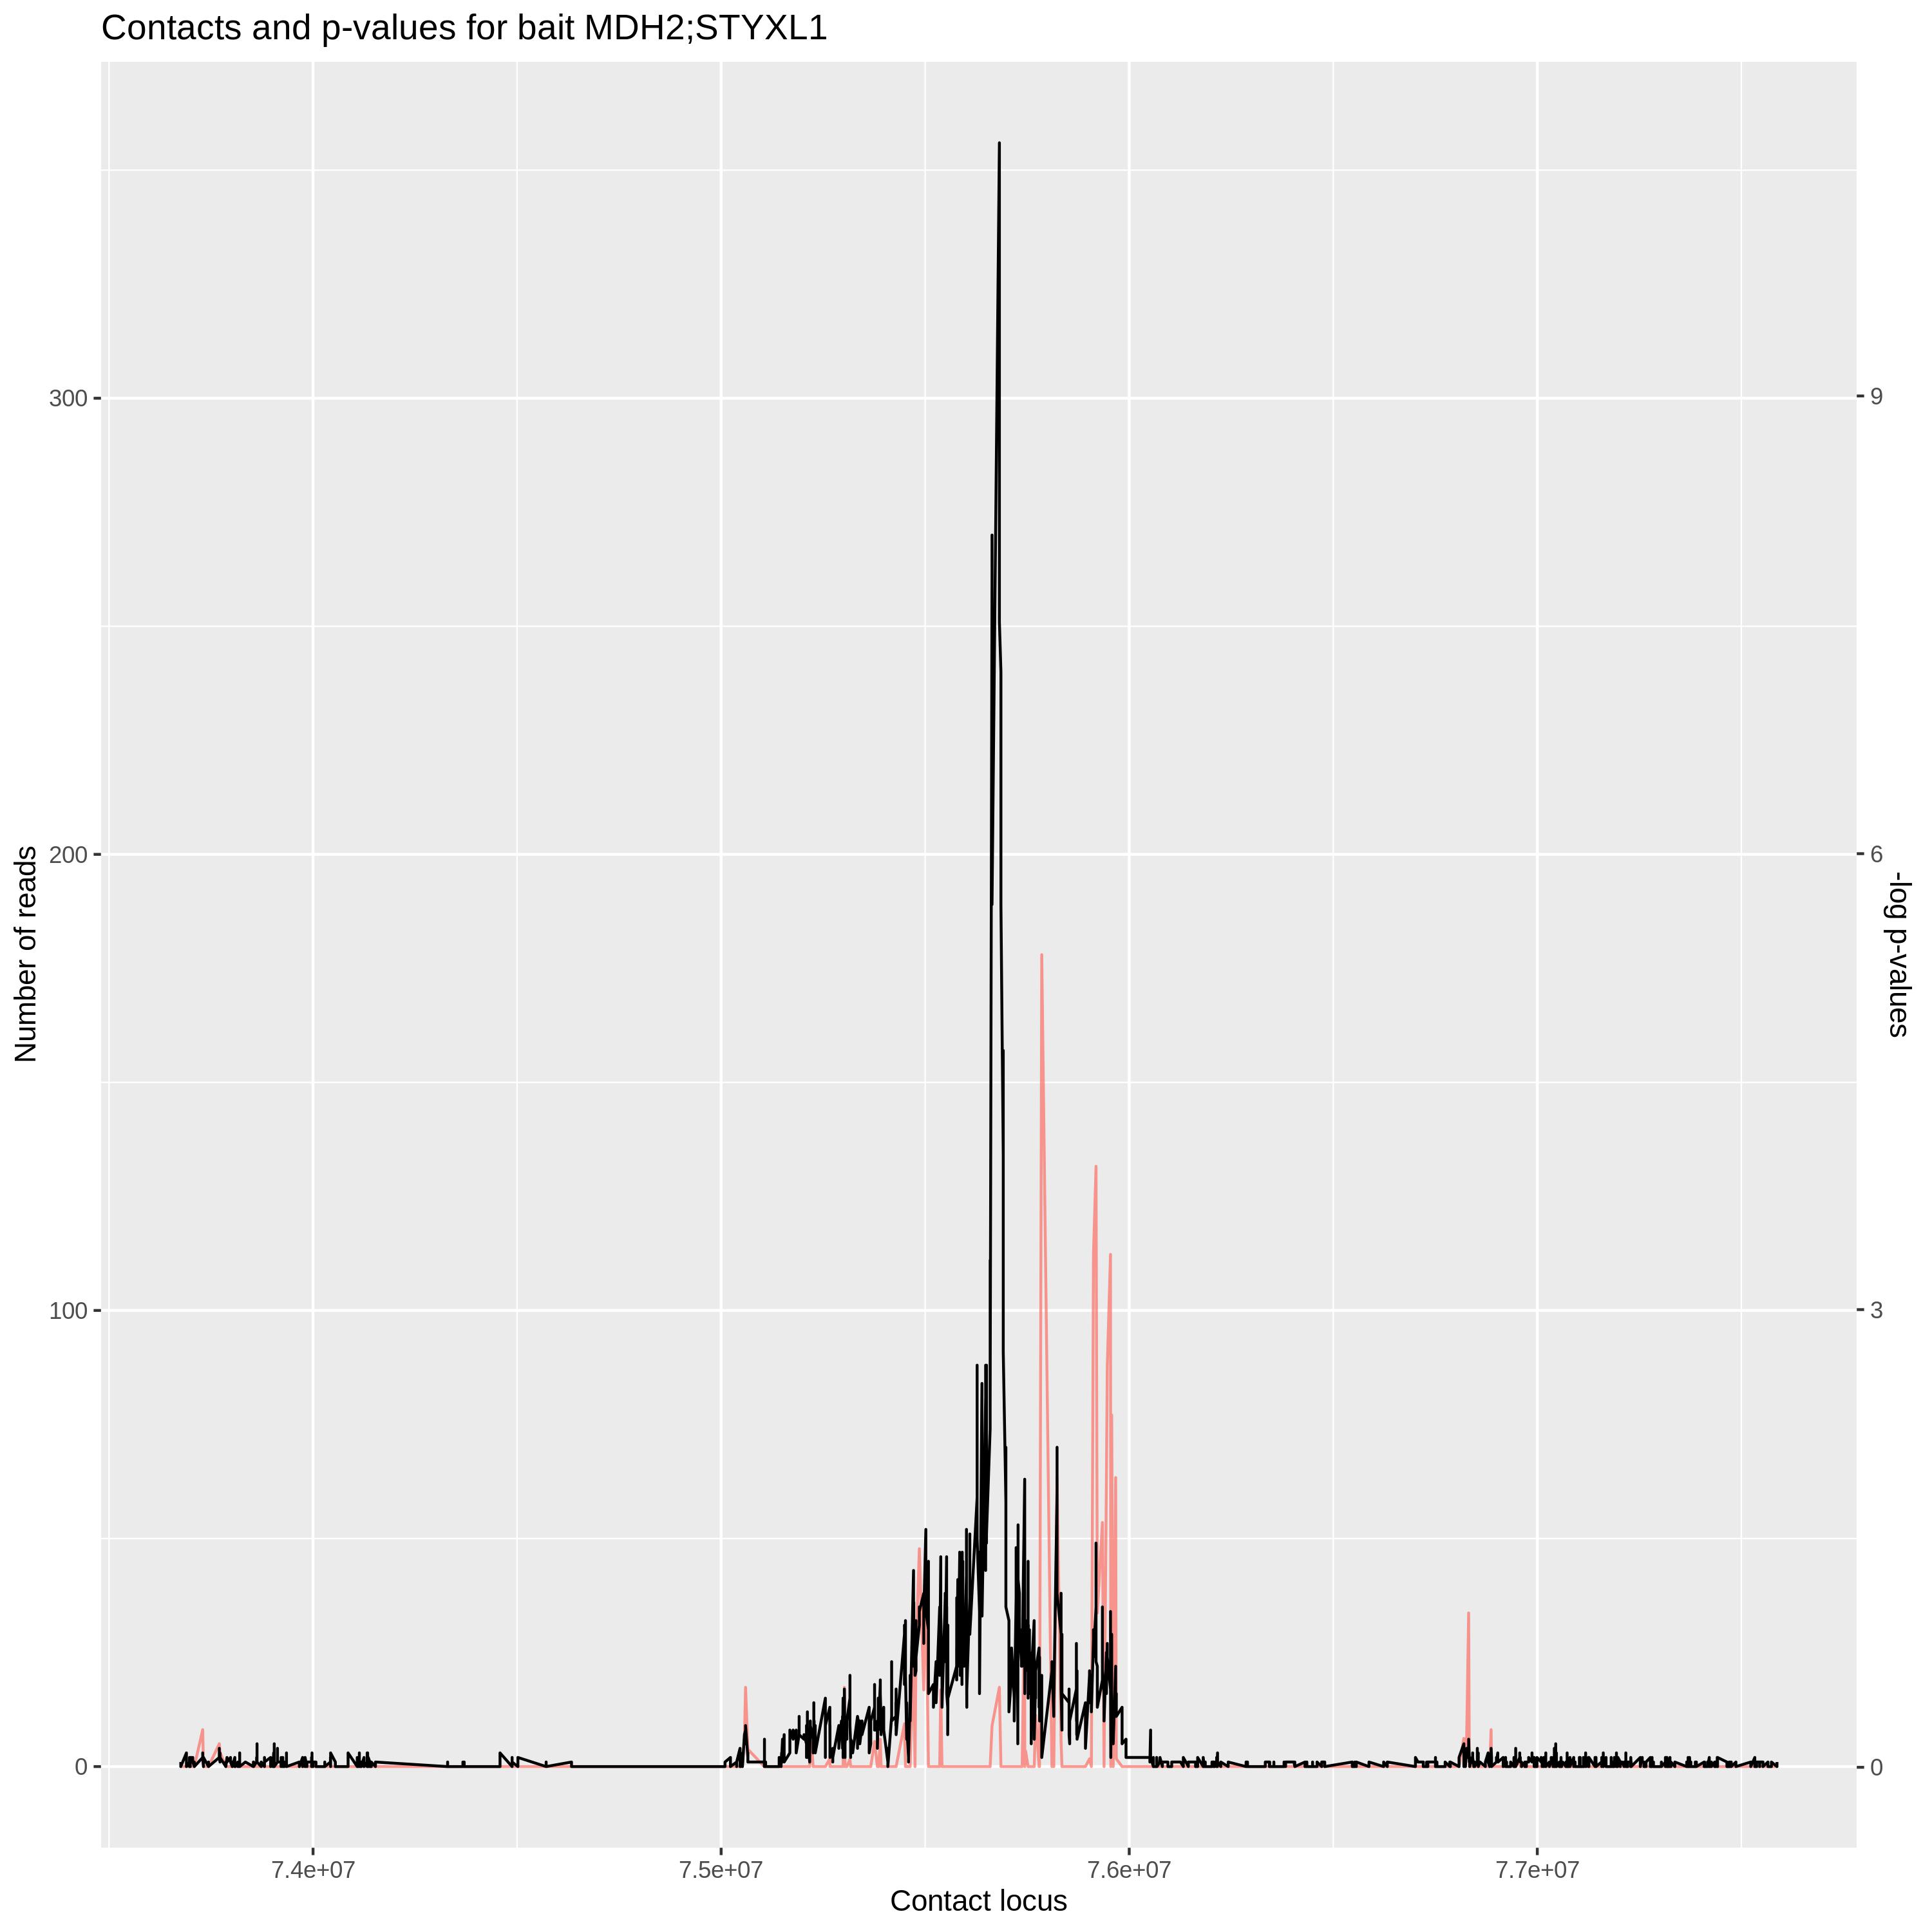 Contacts and p-values for bait MDH2;STYXL1
Number of reads
300
200
100
0
9
6
3
0
-log p-values
7.4e+07
7.5e+07
7.6e+07
7.7e+07
Contact locus